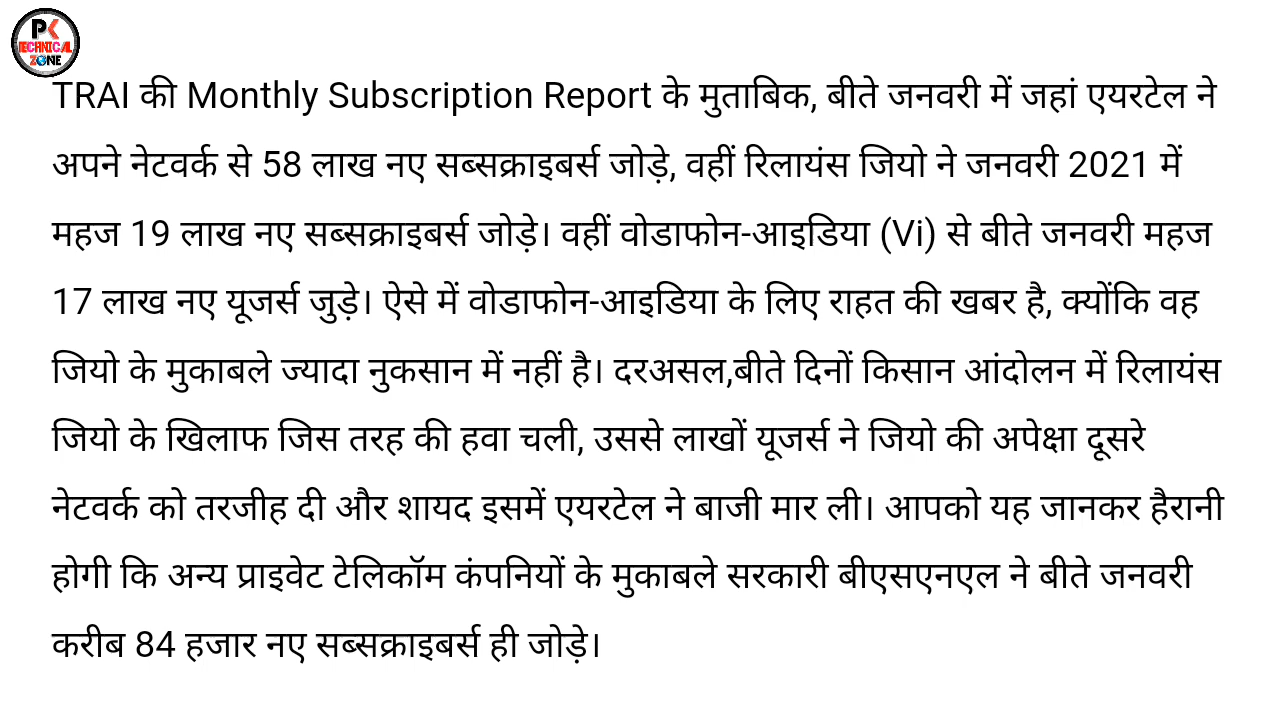 PK
TECHNICAL
ZONE
TRAI की Monthly Subscription Report के मुताबिक, बीते जनवरी में जहां एयरटेल ने
अपने नेटवर्क से 58 लाख नए सब्सक्राइबर्स जोड़े, वहीं रिलायंस जियो ने जनवरी 2021 में
महज 19 लाख नए सब्सक्राइबर्स जोड़े। वहीं वोडाफोन-आइडिया (Vi) से बीते जनवरी महज
17 लाख नए यूजर्स जुड़े। ऐसे में वोडाफोन-आइडिया के लिए राहत की खबर है, क्योंकि वह
जियो के मुकाबले ज्यादा नुकसान में नहीं है। दरअसल,बीते दिनों किसान आंदोलन में रिलायंस
जियो के खिलाफ जिस तरह की हवा चली, उससे लाखों यूजर्स ने जियो की अपेक्षा दूसरे
नेटवर्क को तरजीह दी और शायद इसमें एयरटेल ने बाजी मार ली। आपको यह जानकर हैरानी
होगी कि अन्य प्राइवेट टेलिकॉम कंपनियों के मुकाबले सरकारी बीएसएनएल ने बीते जनवरी
करीब 84 हजार नए सब्सक्राइबर्स ही जोड़े।